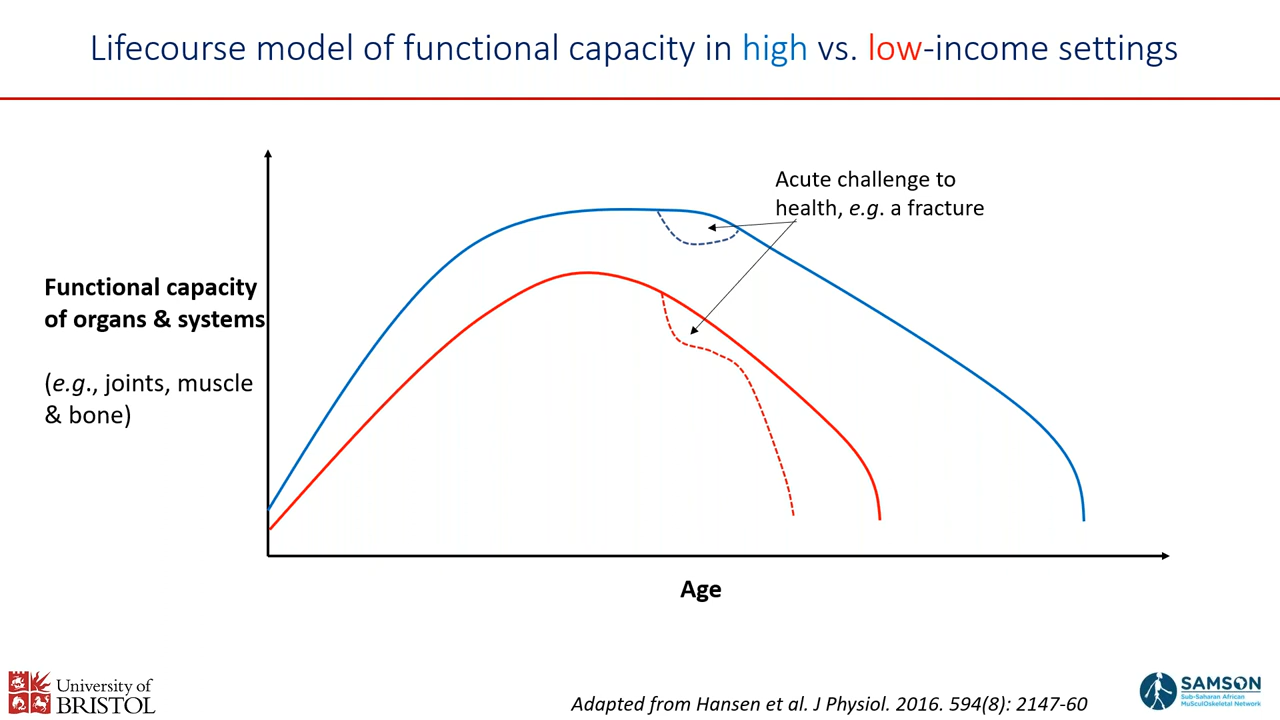 Lifecourse model of functional capacity in high vs. low-income settings
Acute challenge to
health, e.g. a fracture
Functional capacity
of organs & systems
(e.g., joints, muscle
& bone)
Age
University of
BRISTOL
Adapted from Hansen et al. J Physiol. 2016. 594(8): 2147-60
SAMSON
Sub-Saharan African
MuSculOskeletal Network